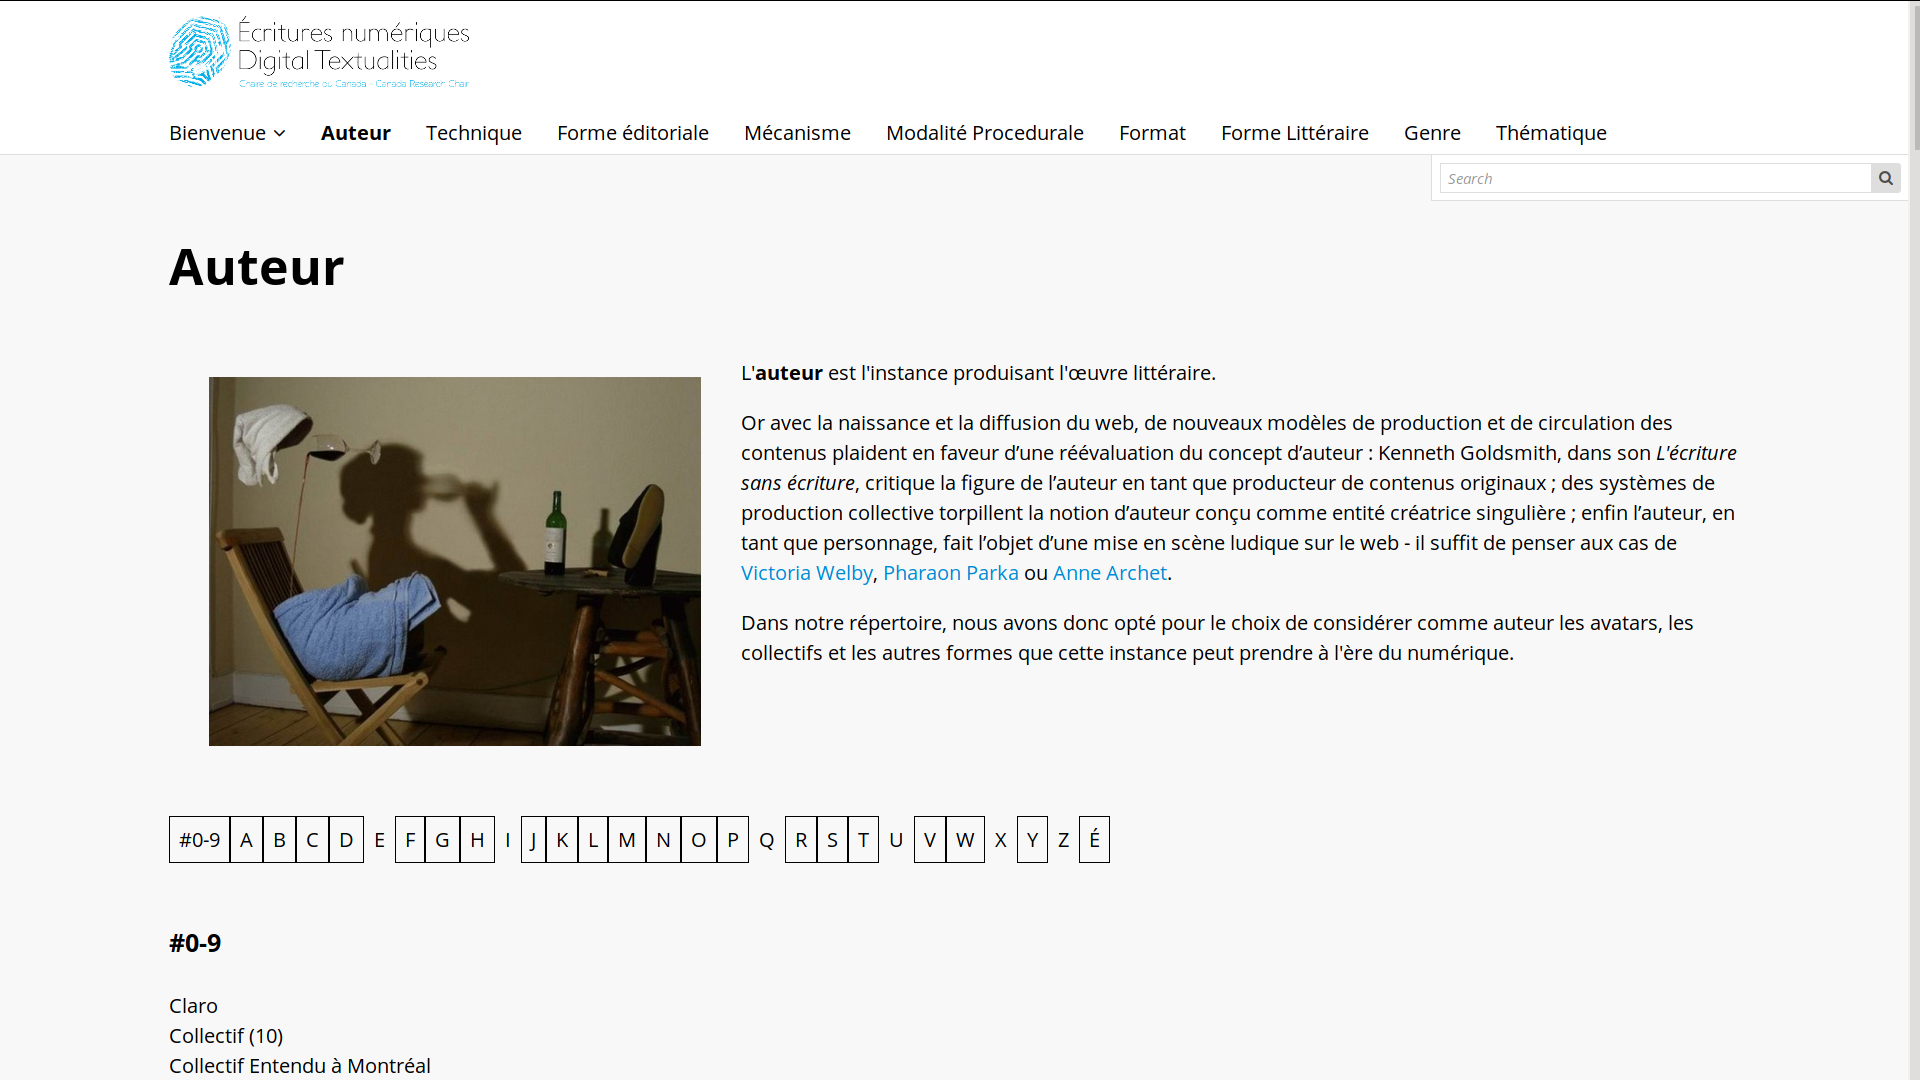 Écritures numériques
Digital Textualities
Chaire de recherche du Canada - Canada Research Chair
Bienvenue Auteur Technique Forme éditoriale Mécanisme Modalité Procedurale Format Forme Littéraire Genre Thématique
Search
Auteur
L'auteur est l'instance produisant l'œuvre littéraire.
Or avec la naissance et la diffusion du web, de nouveaux modèles de production et de circulation des
contenus plaident en faveur d’une réévaluation du concept d’auteur : Kenneth Goldsmith, dans son L'écriture
sans écriture, critique la figure de l’auteur en tant que producteur de contenus originaux ; des systèmes de
production collective torpillent la notion d’auteur conçu comme entité créatrice singulière ; enfin l’auteur, en
tant que personnage, fait l’objet d’une mise en scène ludique sur le web - il suffit de penser aux cas de
Victoria Welby, Pharaon Parka ou Anne Archet.
Dans notre répertoire, nous avons donc opté pour le choix de considérer comme auteur les avatars, les
collectifs et les autres formes que cette instance peut prendre à l'ère du numérique.
#0-9 A B C D E F G H I J K L M N O P Q R S T U V W X Y Z É
#0-9
Claro
Collectif (10)
Collectif Entendu à Montréal